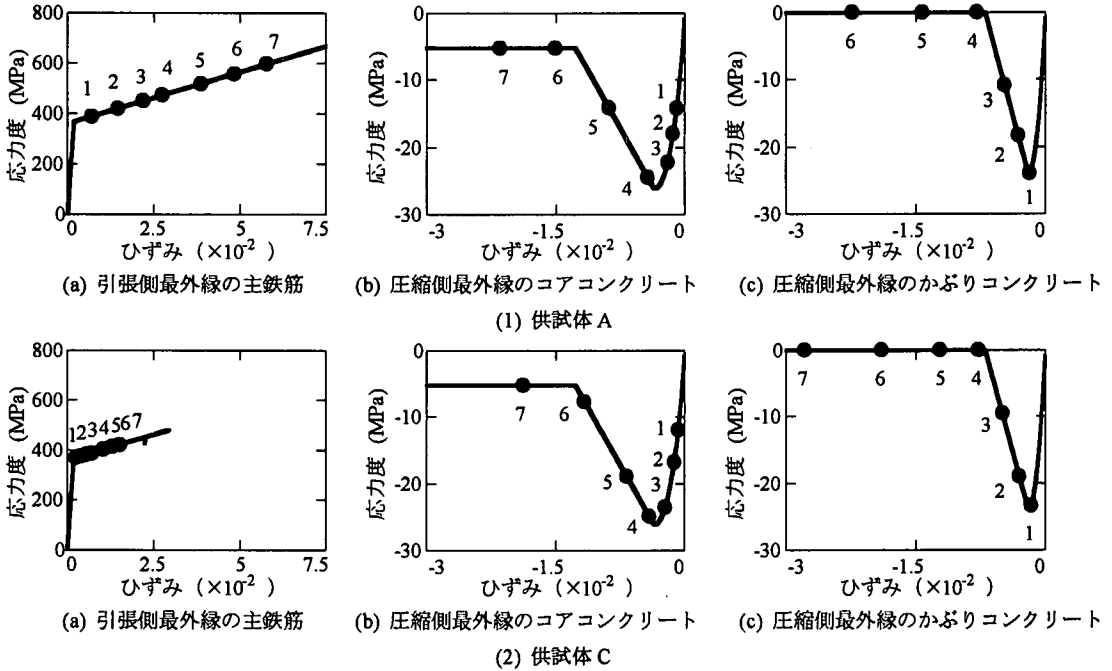 応力度 (MPa)
800
600
400
200
0
1 2 3 4 5 6 7
0 2.5 5 7.5
ひずみ (×10-2 )
(a) 引張側最外縁の主鉄筋
応力度 (MPa)
0
−10
−20
−30
7 6 5 4 3 2 1
-3 -1.5 0
ひずみ (×10-2 )
(b) 圧縮側最外縁のコアコンクリート
応力度 (MPa)
0
−10
−20
−30
6 5 4 3 2 1
-3 -1.5 0
ひずみ (×10-2 )
(c) 圧縮側最外縁のかぶりコンクリート
(1) 供試体 A
応力度 (MPa)
800
600
400
200
0
1234567
0 2.5 5 7.5
ひずみ (×10-2 )
(a) 引張側最外縁の主鉄筋
応力度 (MPa)
0
−10
−20
−30
7 6 5 4 3 2 1
-3 -1.5 0
ひずみ (×10-2 )
(b) 圧縮側最外縁のコアコンクリート
応力度 (MPa)
0
−10
−20
−30
7 6 5 4 3 2 1
-3 -1.5 0
ひずみ (×10-2 )
(c) 圧縮側最外縁のかぶりコンクリート
(2) 供試体 C